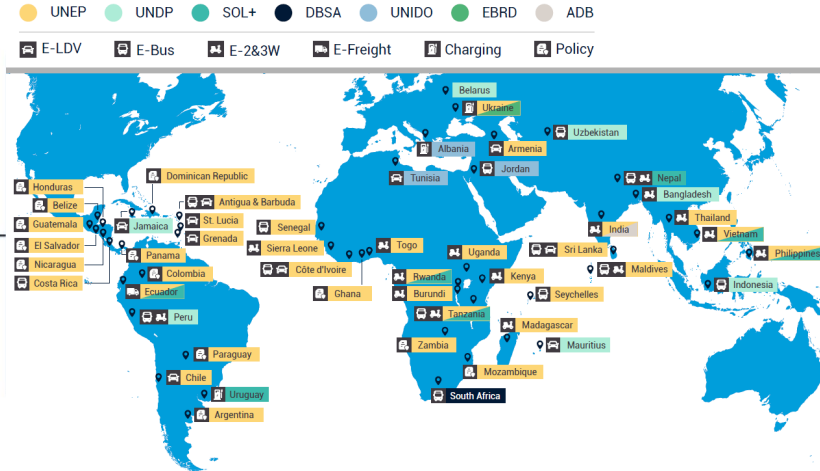 UNEP UNDP SOL+ DBSA UNIDO EBRD ADB
E-LDV E-Bus E-2&3W E-Freight Charging Policy
Belarus
Ukraine
Uzbekistan
Albania
Armenia
Jordan
Tunisia
Nepal
Bangladesh
Dominican Republic
Honduras
Belize
Antigua & Barbuda
Guatemala
Jamaica
St. Lucia
Senegal
India
Thailand
El Salvador
Grenada
Vietnam
Nicaragua
Panama
Sierra Leone
Togo
Uganda
Sri Lanka
Philippines
Costa Rica
Colombia
Côte d'Ivoire
Rwanda
Kenya
Maldives
Ecuador
Ghana
Burundi
Seychelles
Indonesia
Peru
Tanzania
Madagascar
Zambia
Mauritius
Paraguay
Chile
Mozambique
Uruguay
South Africa
Argentina